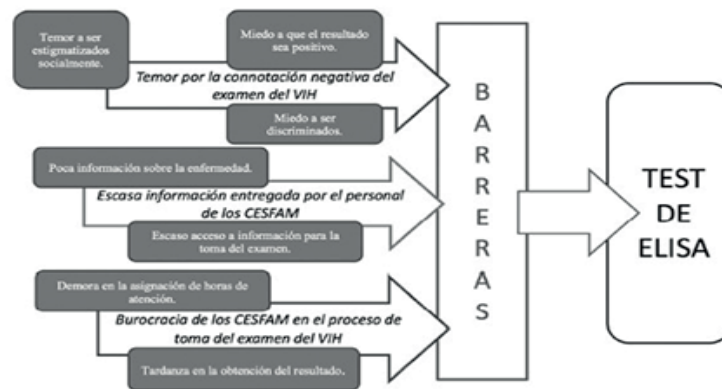 Temor a ser
estigmatizados
socialmente.
Miedo a que el resultado
sea positivo.
Temor por la connotación negativa del
examen del VIH
Miedo a ser
discriminados.
Poca información sobre la enfermedad.
Escasa información entregada por el personal
de los CESFAM
Escaso acceso a información para la
toma del examen.
Demora en la asignación de horas de
atención.
Burocracia de los CESFAM en el proceso de
toma del examen del VIH
Tardanza en la obtención del resultado.
B
A
R
R
E
R
A
S
TEST
DE
ELISA